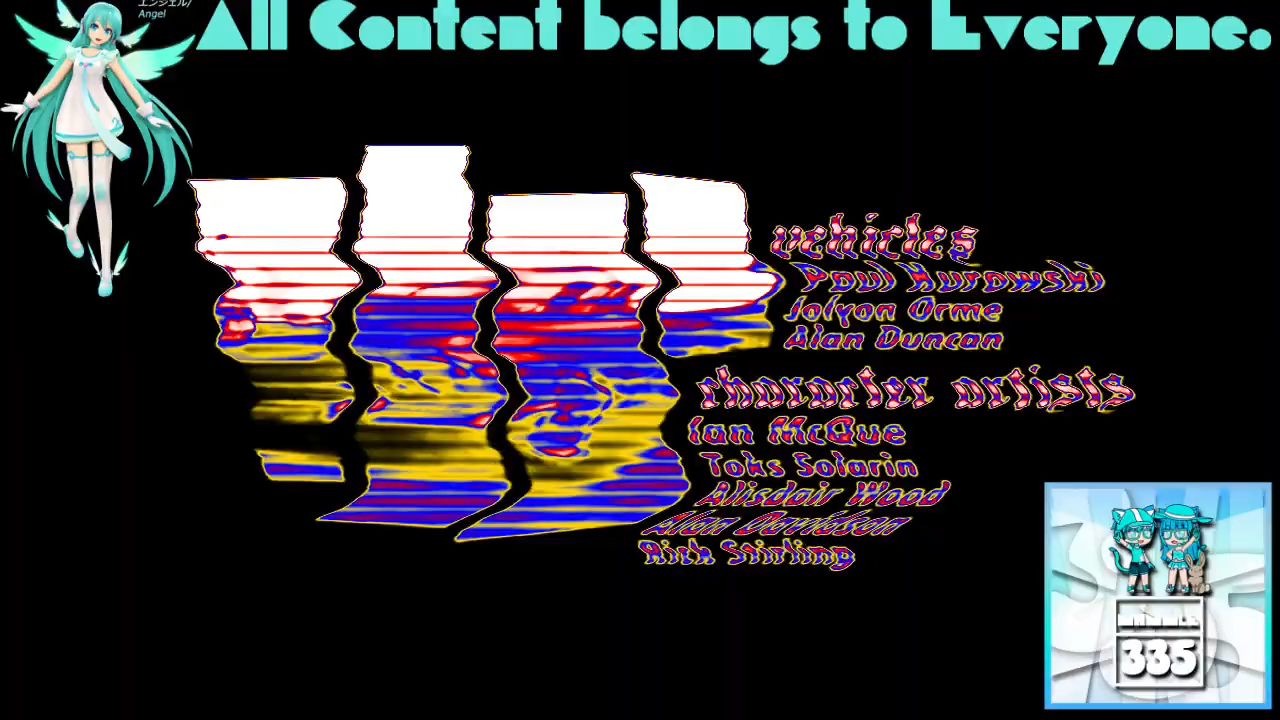 エンジェル/
Angel
All Content belongs to Everyone.
vehicles
Paul Kurowski
Jolyon Orme
Alan Duncan
character artists
Ian McQue
Toks Solarin
Alisdair Wood
Alan Davidson
Rick Stirling
335